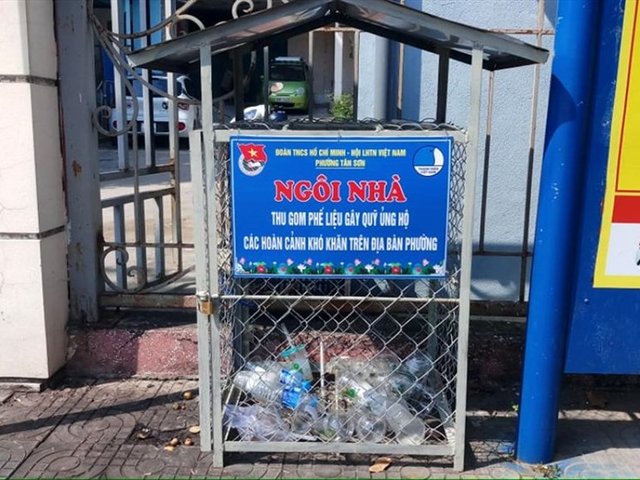 ĐOÀN THCS HỒ CHÍ MINH - HỘI LHTN VIỆT NAM
PHƯỜNG TÂN SƠN
NGÔI NHÀ
THU GOM PHẾ LIỆU GÂY QUỸ ỦNG HỘ
CÁC HOÀN CẢNH KHÓ KHĂN TRÊN ĐỊA BÀN PHƯỜNG